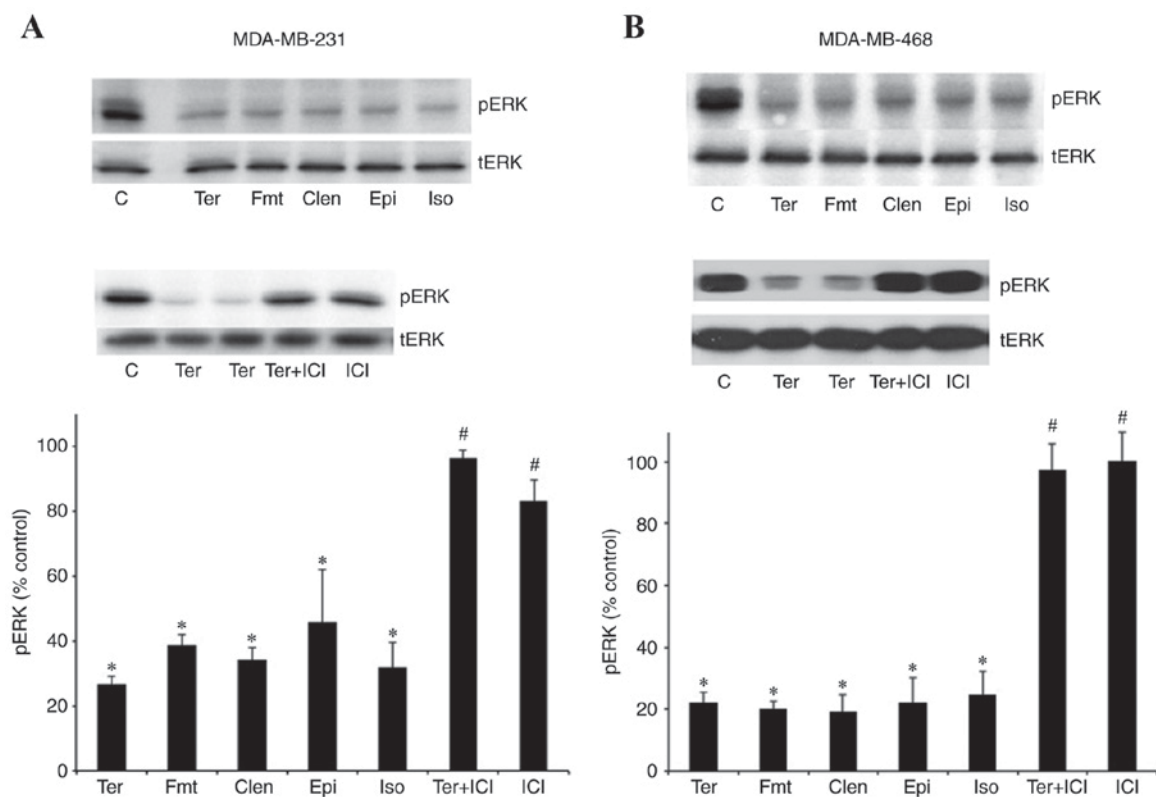 A
MDA-MB-231
pERK
tERK
C Ter Fmt Clen Epi Iso
pERK
tERK
C Ter Ter Ter+ICI ICI
pERK (% control)
100
80
60
40
20
0
* * * * * # #
Ter Fmt Clen Epi Iso Ter+ICI ICI
B
MDA-MB-468
pERK
tERK
C Ter Fmt Clen Epi Iso
pERK
tERK
C Ter Ter Ter+ICI ICI
pERK (% control)
100
80
60
40
20
0
* * * * * # #
Ter Fmt Clen Epi Iso Ter+ICI ICI